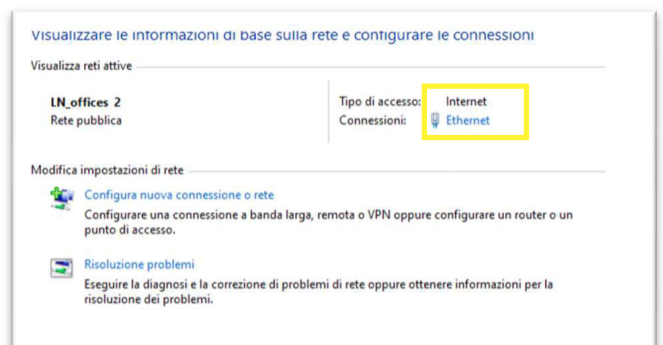 Visualizzare le informazioni di base sulla rete e configurare le connessioni
Visualizza reti attive
LN_offices 2
Rete pubblica
Tipo di accesso: Internet
Connessioni: Ethernet
Modifica impostazioni di rete
Configura nuova connessione o rete
Configurare una connessione a banda larga, remota o VPN oppure configurare un router o un
punto di accesso.
Risoluzione problemi
Eseguire la diagnosi e la correzione di problemi di rete oppure ottenere informazioni per la
risoluzione dei problemi.